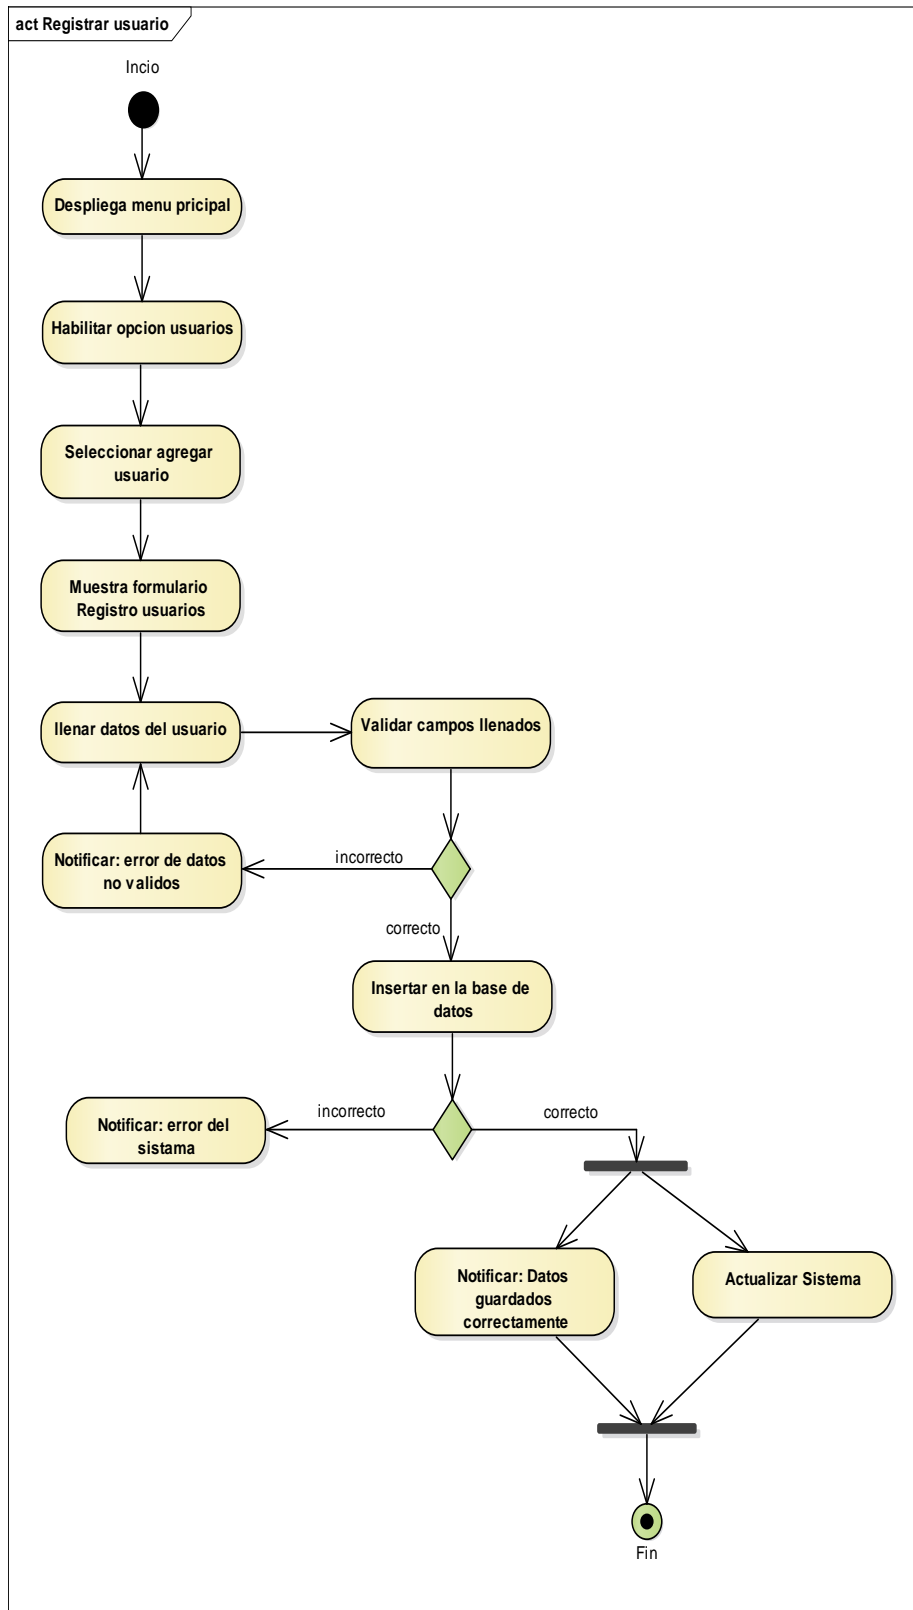 act Registrar usuario
Incio
Despliega menu pricipal
Habilitar opcion usuarios
Seleccionar agregar
usuario
Muestra formulario
Registro usuarios
llenar datos del usuario
Validar campos llenados
Notificar: error de datos
no validos
incorrecto
correcto
Insertar en la base de
datos
Notificar: error del
sistama
incorrecto
correcto
Notificar: Datos
guardados
correctamente
Actualizar Sistema
Fin